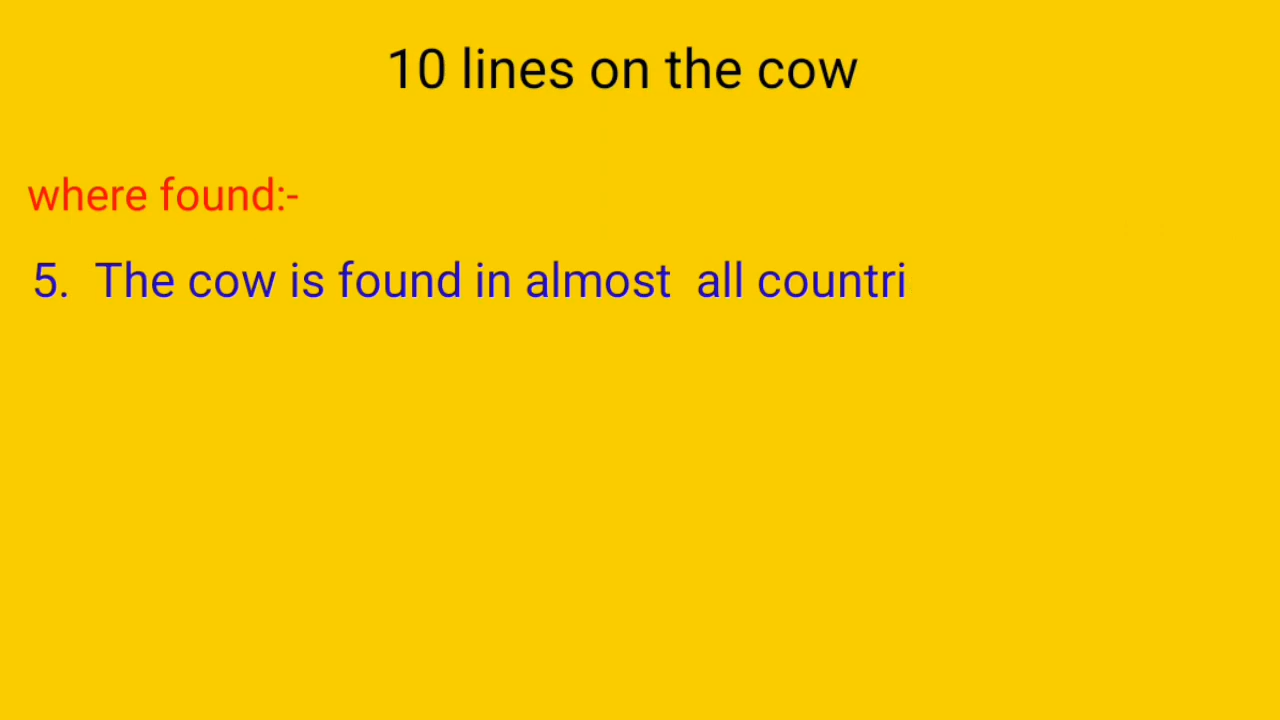 10 lines on the cow
where found:-
5. The cow is found in almost all countri